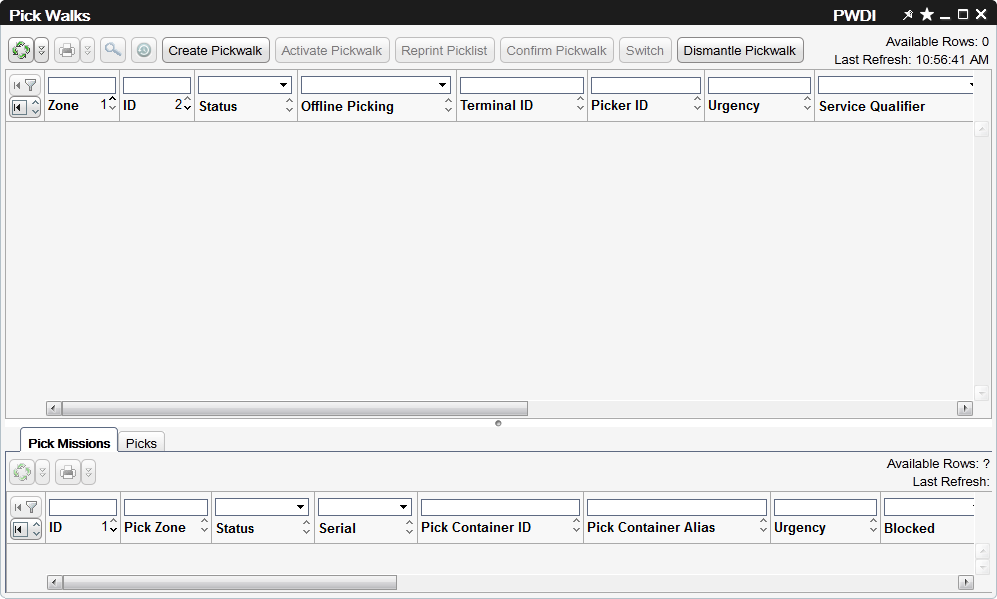 Pick Walks PWDI
Create Pickwalk Activate Pickwalk Reprint Picklist Confirm Pickwalk Switch Dismantle Pickwalk
Available Rows: 0
Last Refresh: 10:56:41 AM
Zone 1 ID 2 Status Offline Picking Terminal ID Picker ID Urgency Service Qualifier
Pick Missions Picks
Available Rows: ?
Last Refresh:
ID 1 Pick Zone Status Serial Pick Container ID Pick Container Alias Urgency Blocked